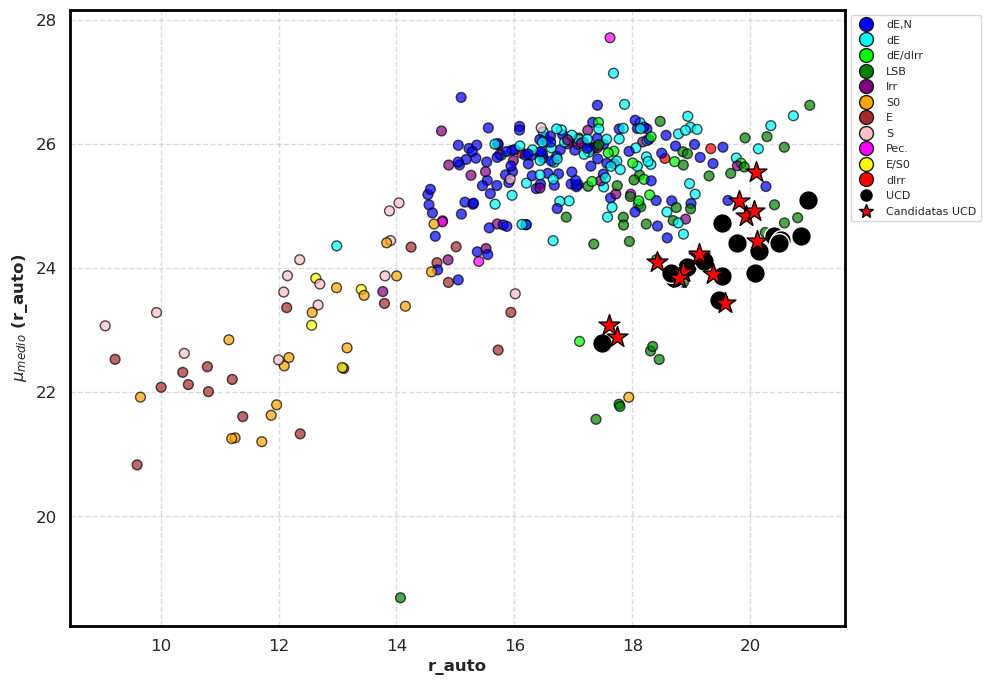 28
26
24
22
20
μmedio (r_auto)
10
12
14
16
18
20
r_auto
dE,N
dE
dE/dIrr
LSB
Irr
S0
E
S
Pec.
E/S0
dIrr
UCD
Candidatas UCD